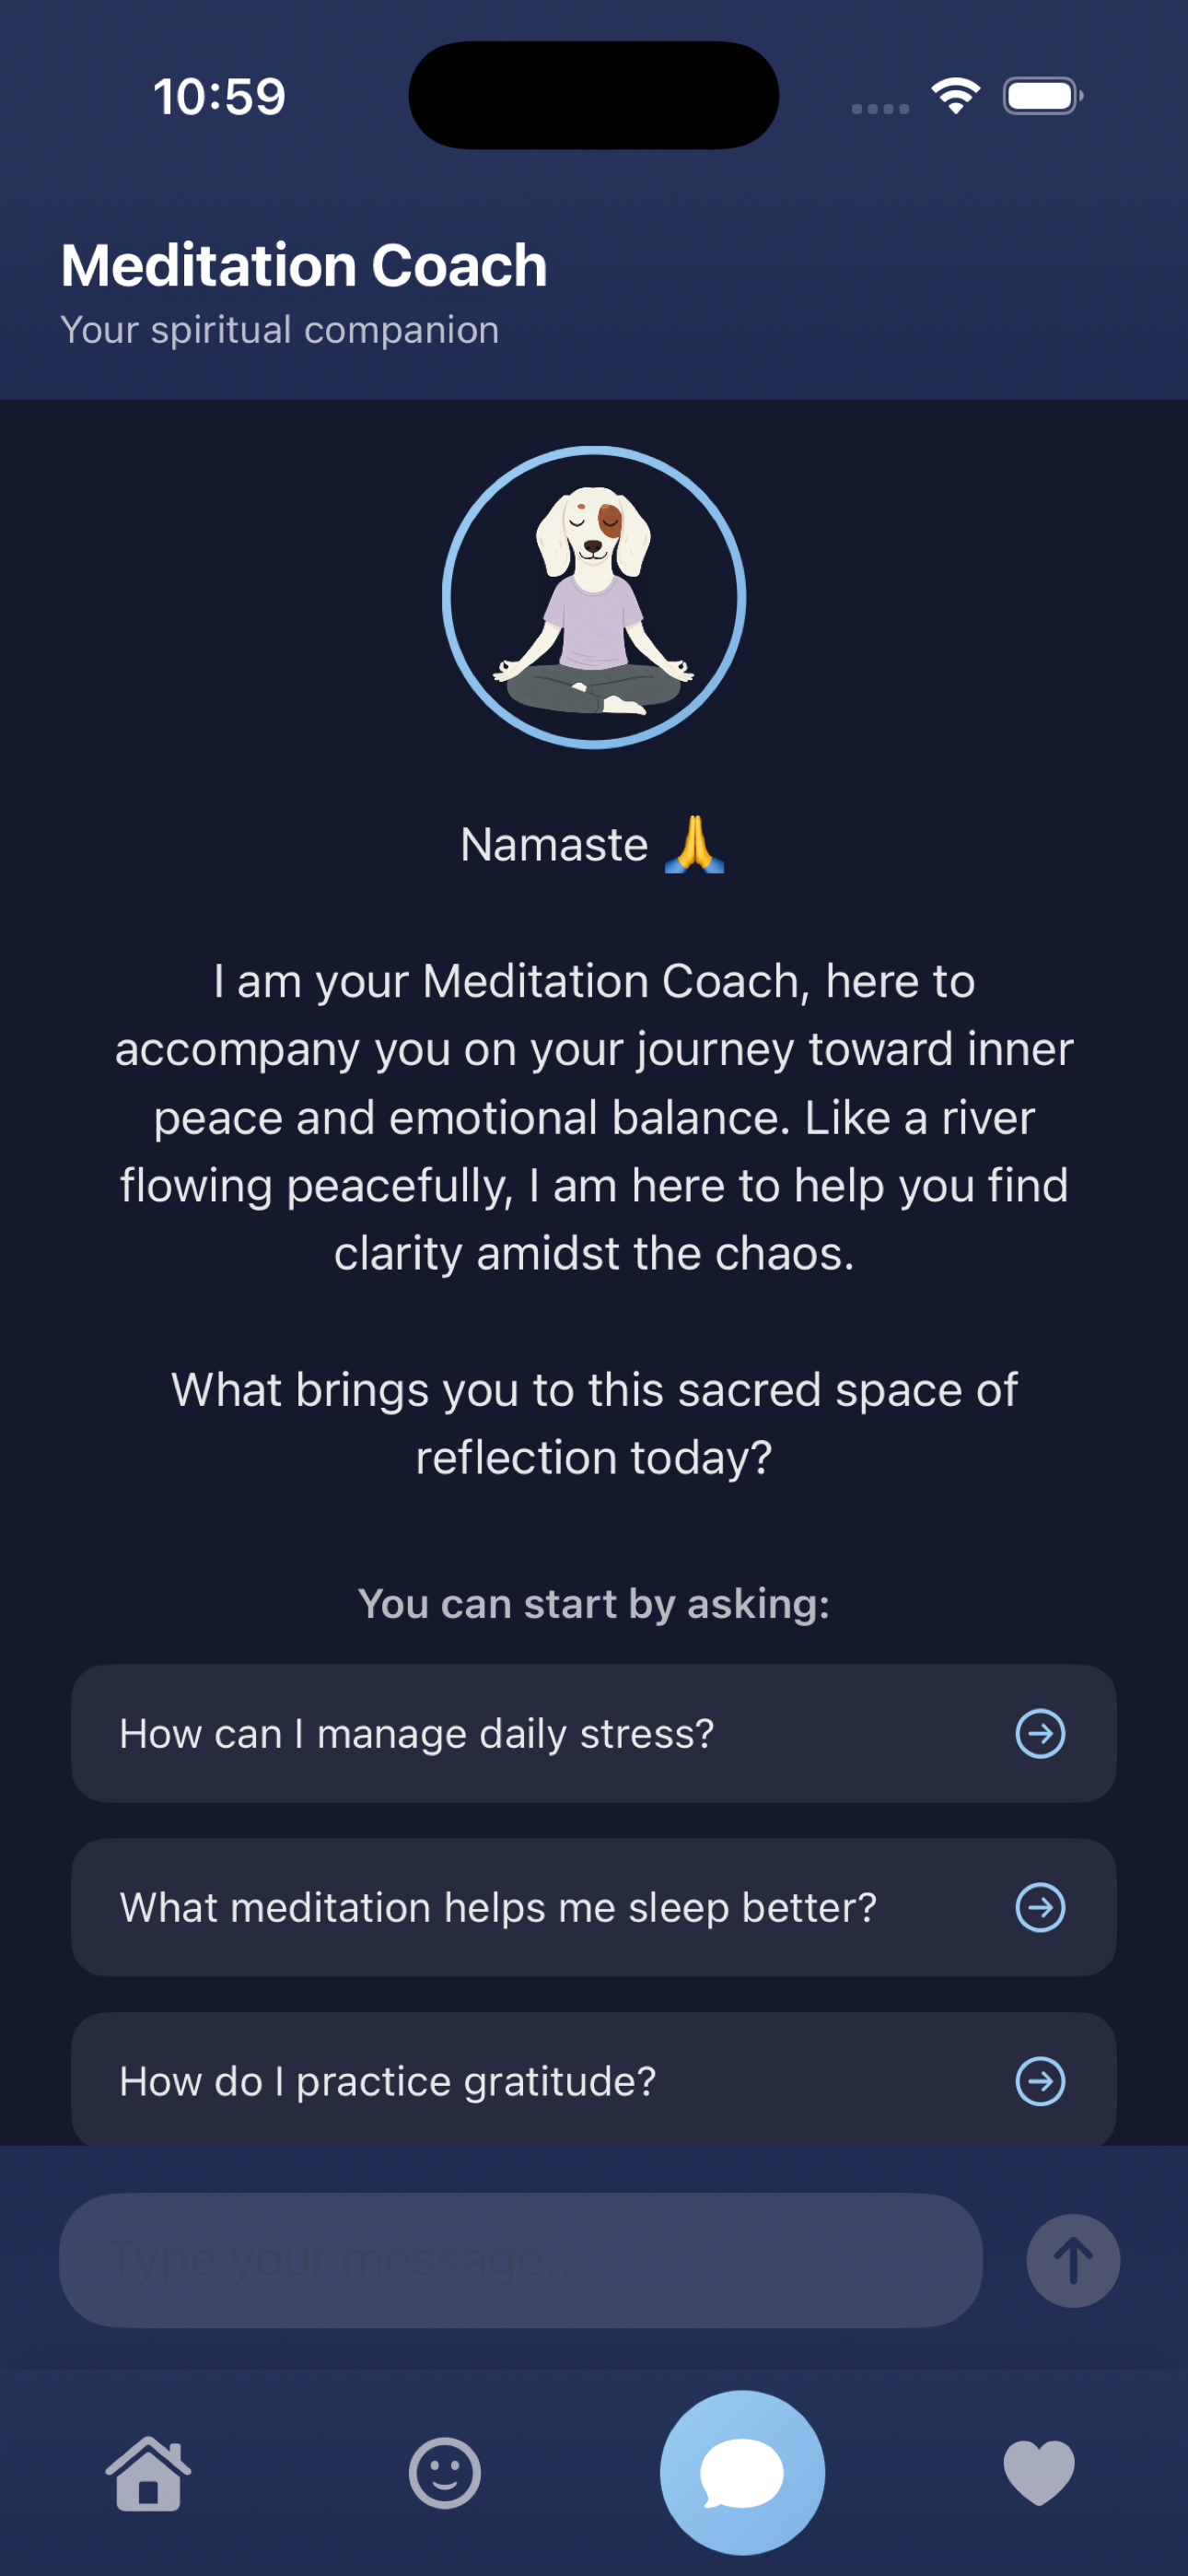 10:59
Meditation Coach
Your spiritual companion
Namaste 🙏
I am your Meditation Coach, here to
accompany you on your journey toward inner
peace and emotional balance. Like a river
flowing peacefully, I am here to help you find
clarity amidst the chaos.
What brings you to this sacred space of
reflection today?
You can start by asking:
How can I manage daily stress?
What meditation helps me sleep better?
How do I practice gratitude?
Type your message...